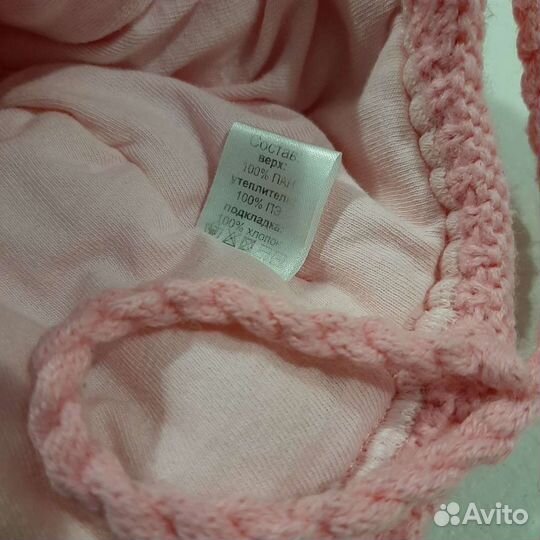 Состав:
верх:
100% ПАН
утеплитель:
100% ПЭ
подкладка:
100% хлопок
Avito